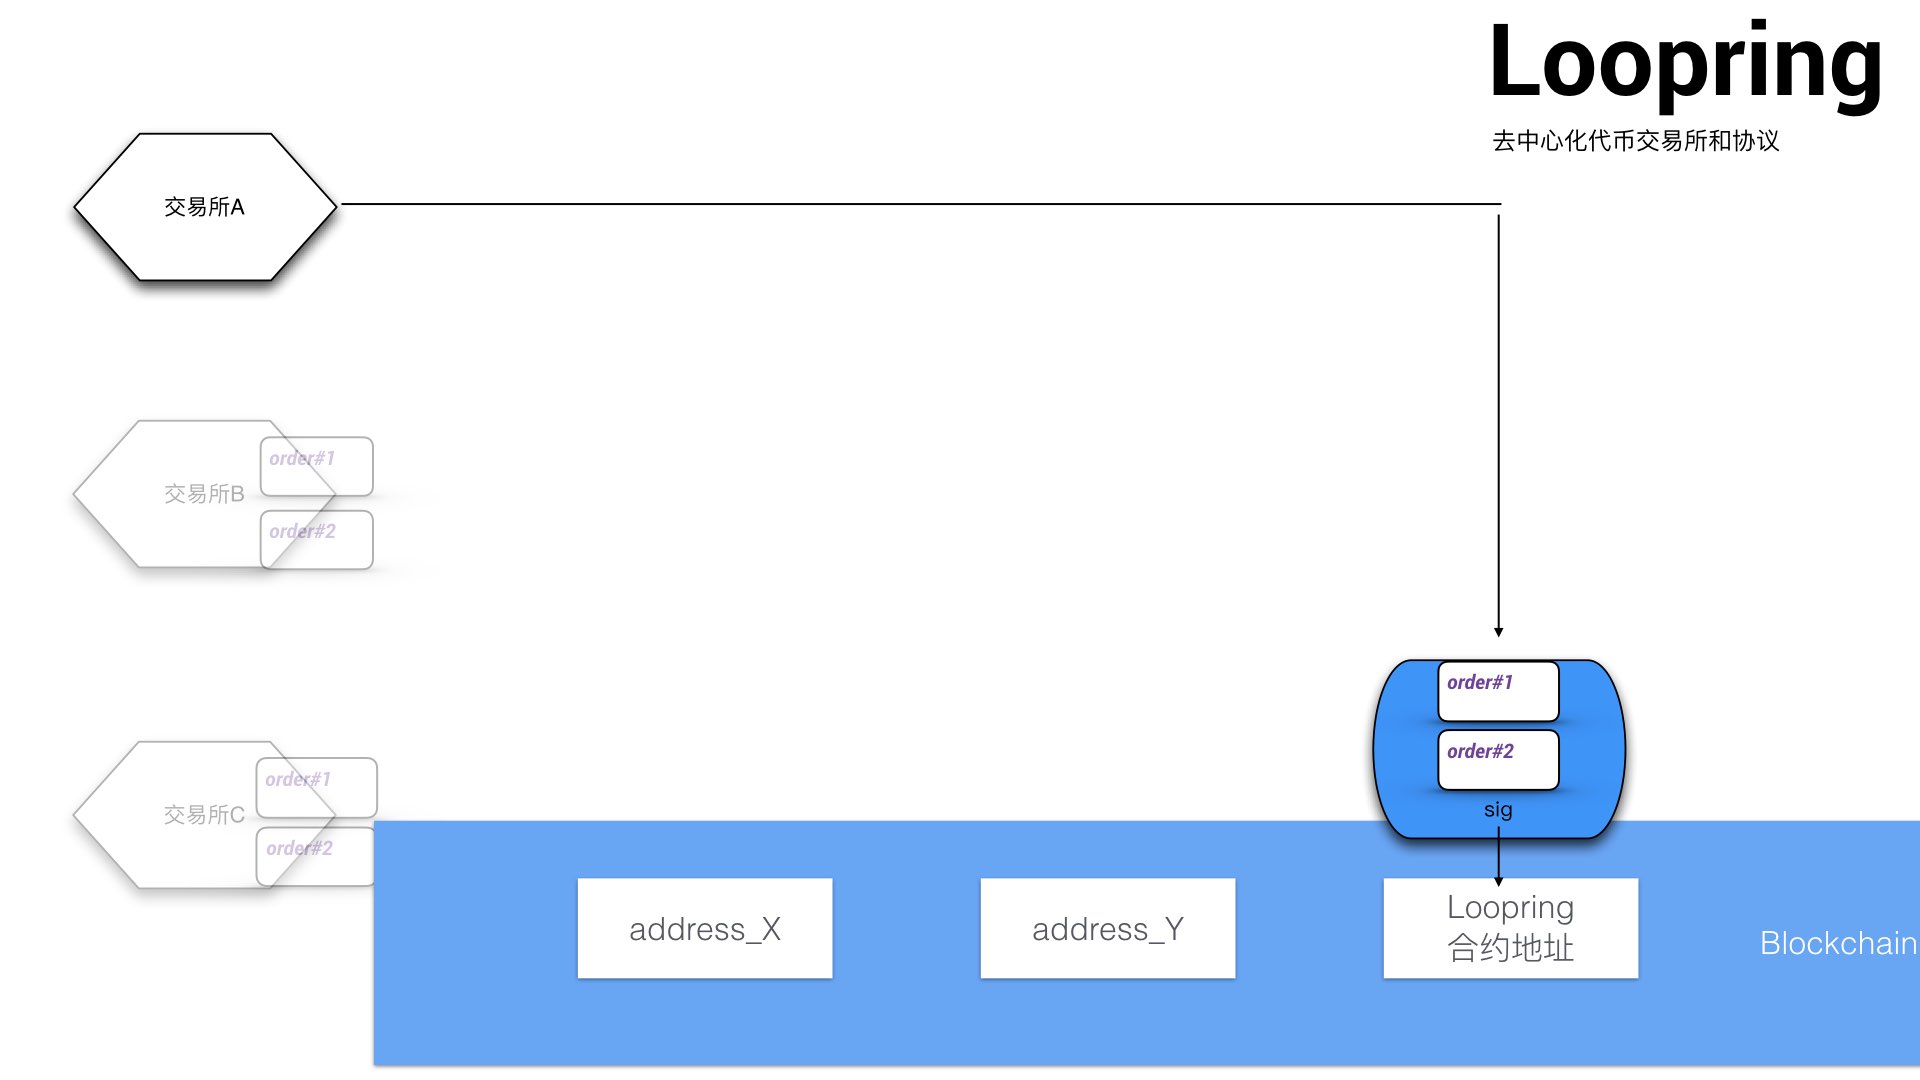 Loopring
去中心化代币交易所和协议
交易所A
交易所B
order#1
order#2
交易所C
order#1
order#2
order#1
order#2
sig
address_X
address_Y
Loopring
合约地址
Blockchain